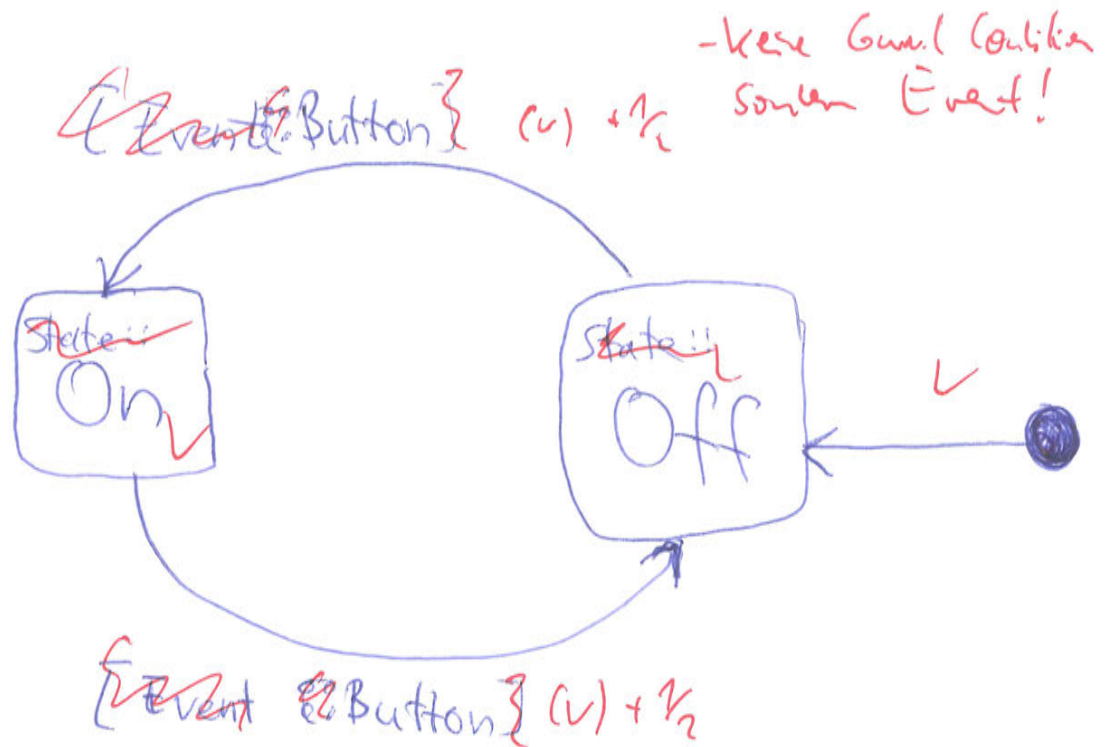 - keine Guard Condition
sondern Event!
[Event::Button] (v) + 1/2
State::
On
State::
Off
[Event::Button] (v) + 1/2